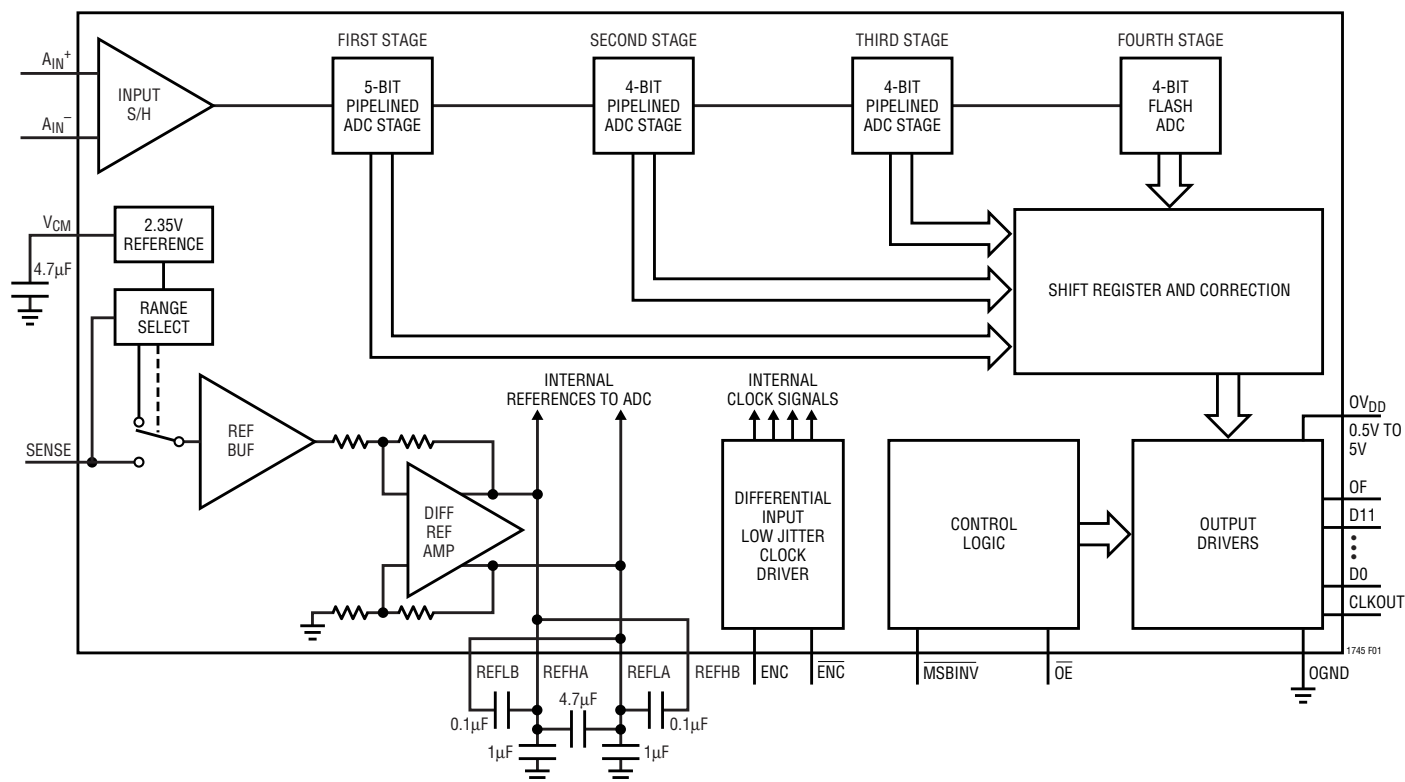 FIRST STAGE
SECOND STAGE
THIRD STAGE
FOURTH STAGE
AIN+
AIN−
INPUT
S/H
5-BIT
PIPELINED
ADC STAGE
4-BIT
PIPELINED
ADC STAGE
4-BIT
PIPELINED
ADC STAGE
4-BIT
FLASH
ADC
VCM
4.7µF
2.35V
REFERENCE
RANGE
SELECT
SHIFT REGISTER AND CORRECTION
SENSE
REF
BUF
DIFF
REF
AMP
INTERNAL
REFERENCES TO ADC
INTERNAL
CLOCK SIGNALS
DIFFERENTIAL
INPUT
LOW JITTER
CLOCK
DRIVER
CONTROL
LOGIC
OUTPUT
DRIVERS
OVDD
0.5V TO
5V
OF
D11
D0
CLKOUT
1745 F01
REFLB
REFHA
REFLA
REFHB
ENC
E̅N̅C̅
M̅S̅B̅I̅N̅V̅
O̅E̅
OGND
4.7µF
0.1µF
0.1µF
1µF
1µF